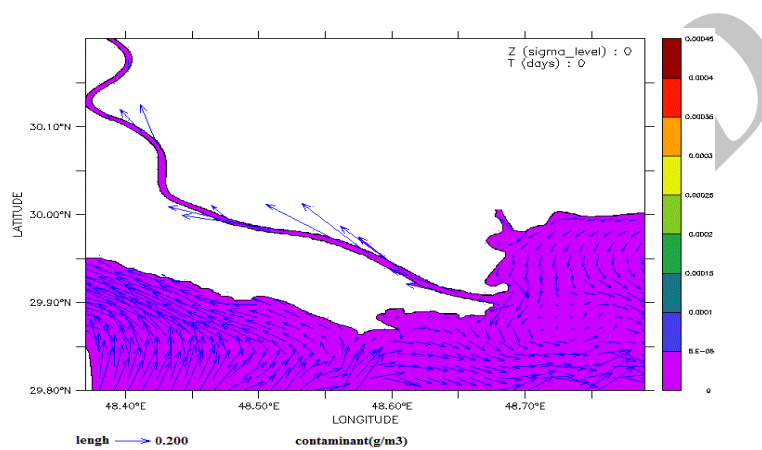 Z (sigma_level) : 0
T (days) : 0
0.00045
0.0004
0.00035
0.0003
0.00025
0.0002
0.00015
0.0001
5.E-05
0
LATITUDE
30.10°N
30.00°N
29.90°N
29.80°N
48.40°E 48.50°E 48.60°E 48.70°E
LONGITUDE
lengh 0.200 contaminant(g/m3)